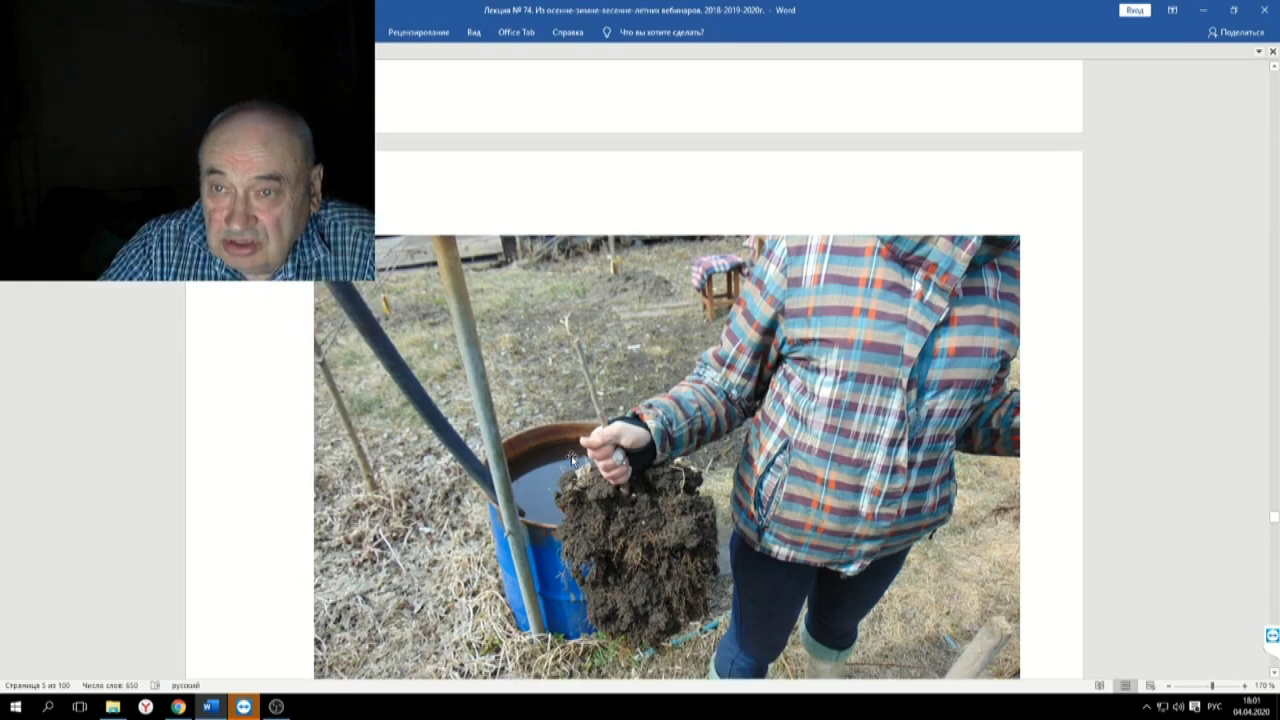 Лекция № 74. Из осенне-зимне-весенне-летних вебинаров. 2018-2019-2020г. - Word
Вход
Рецензирование Вид Office Tab Справка Что вы хотите сделать? Поделиться
Страница 5 из 100 Число слов: 650 русский 170 %
18:01
РУС
04.04.2020